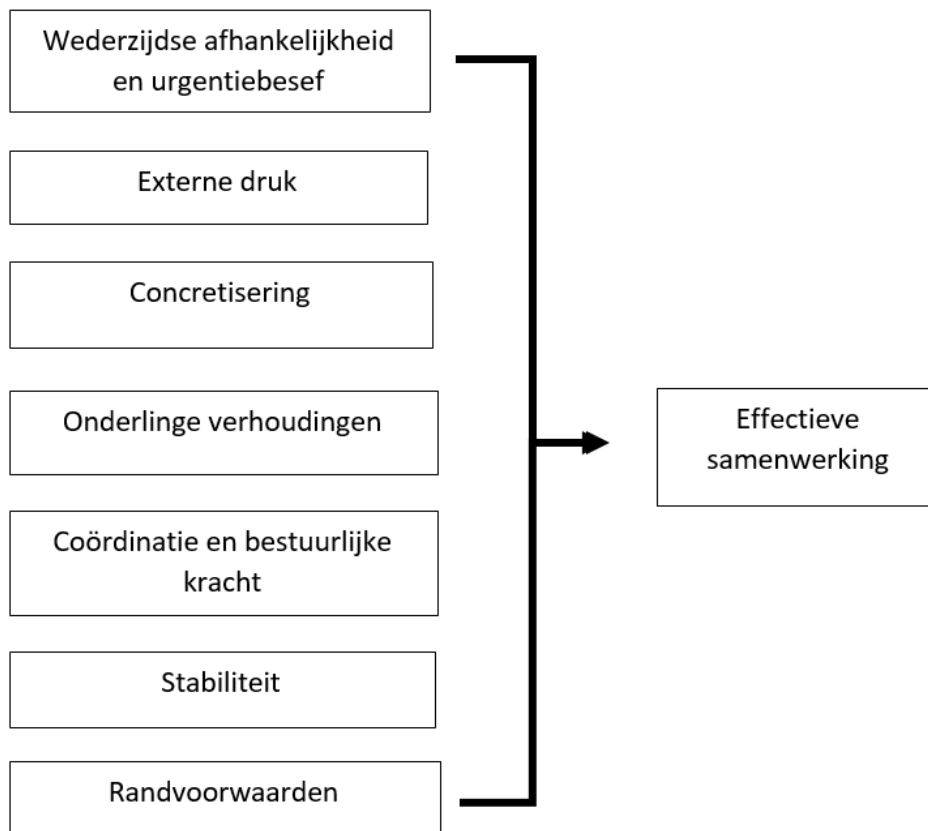 Wederzijdse afhankelijkheid
en urgentiebesef
Externe druk
Concretisering
Onderlinge verhoudingen
Coördinatie en bestuurlijke
kracht
Stabiliteit
Randvoorwaarden
Effectieve
samenwerking